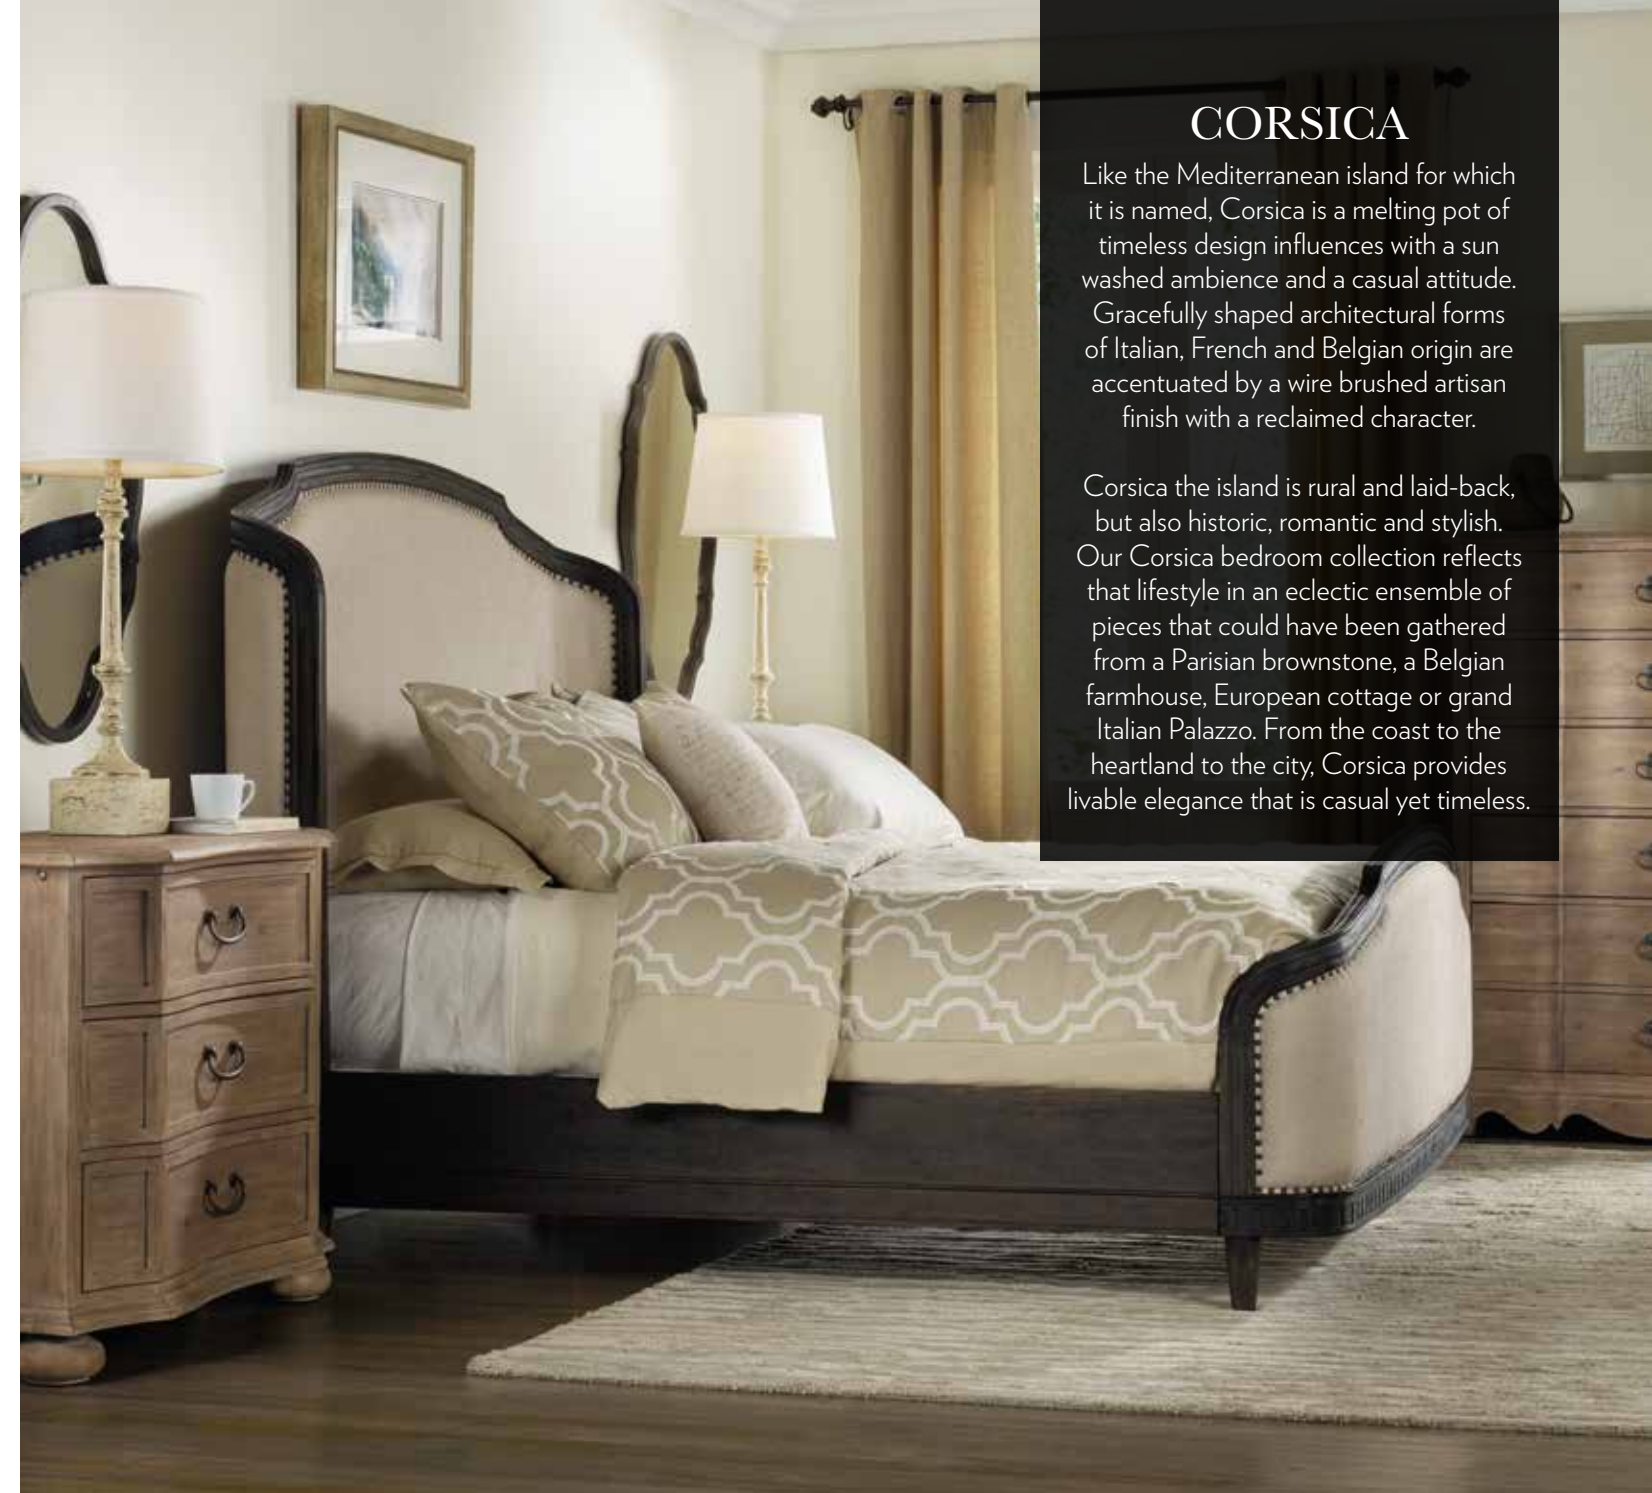 CORSICA
Like the Mediterranean island for which
it is named, Corsica is a melting pot of
timeless design influences with a sun
washed ambience and a casual attitude.
Gracefully shaped architectural forms
of Italian, French and Belgian origin are
accentuated by a wire brushed artisan
finish with a reclaimed character.
Corsica the island is rural and laid-back,
but also historic, romantic and stylish.
Our Corsica bedroom collection reflects
that lifestyle in an eclectic ensemble of
pieces that could have been gathered
from a Parisian brownstone, a Belgian
farmhouse, European cottage or grand
Italian Palazzo. From the coast to the
heartland to the city, Corsica provides
livable elegance that is casual yet timeless.